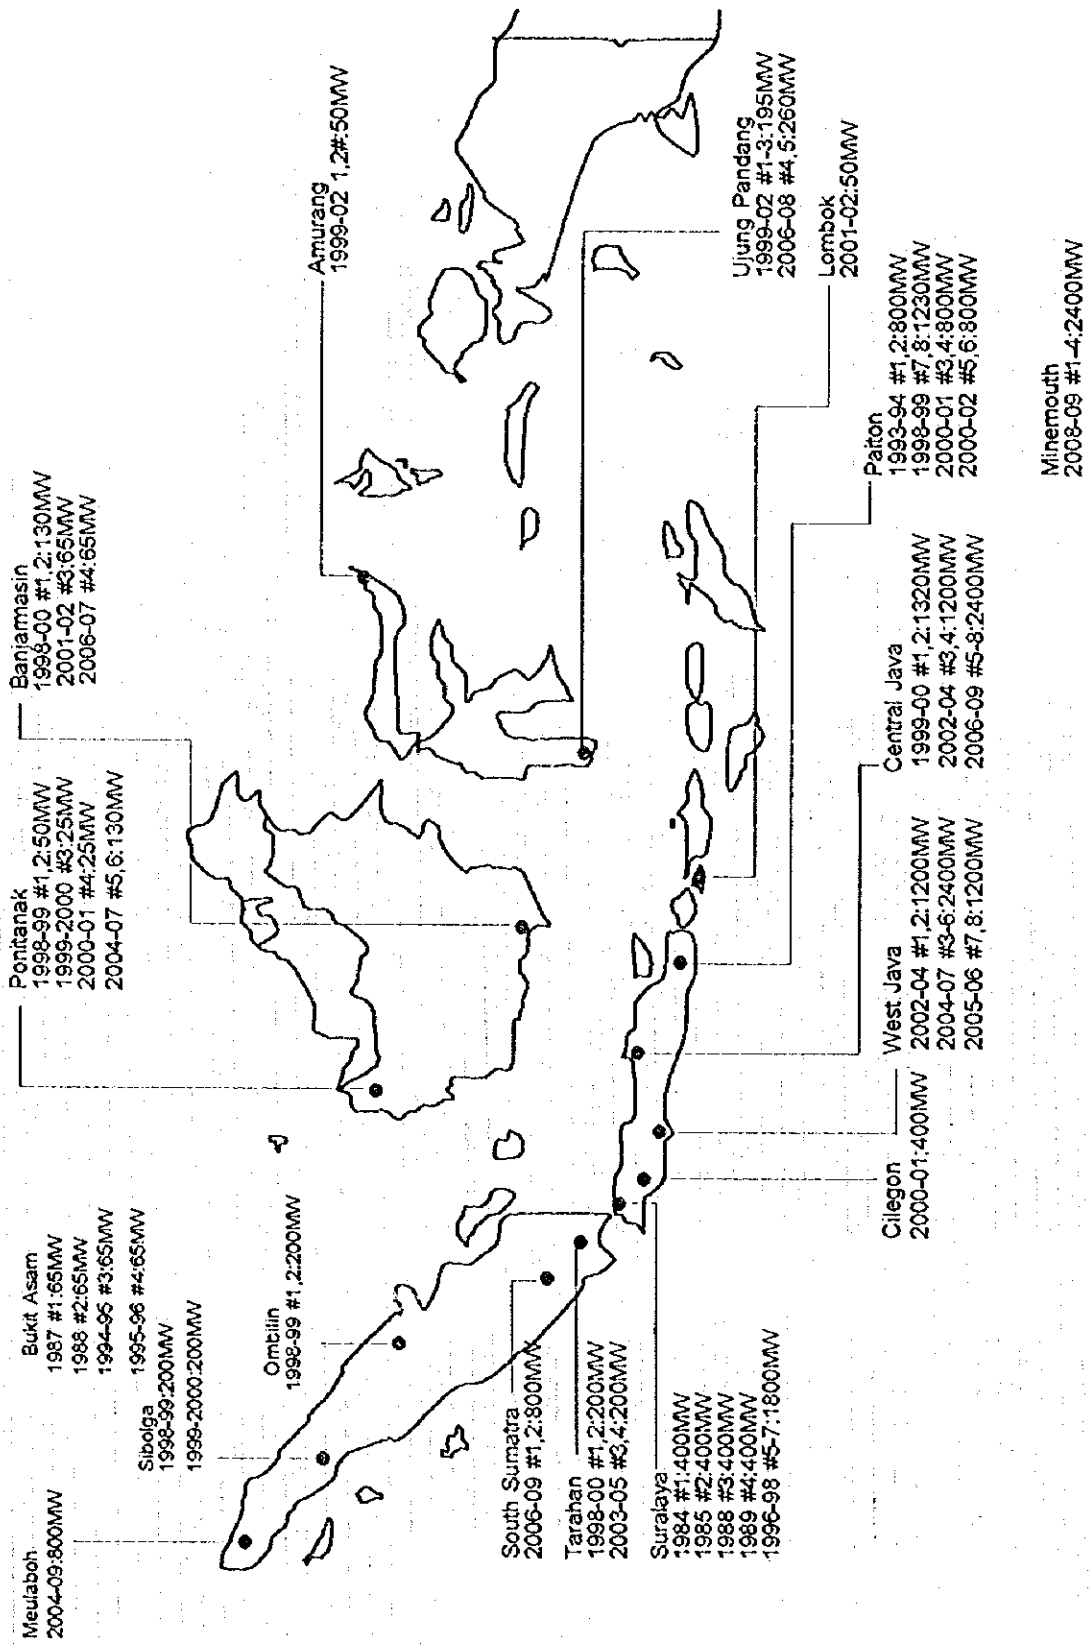 Meulaboh
2004-09:800MW
Bukit Asam
1987 #1:65MW
1988 #2:65MW
1994-95 #3:65MW
1995-96 #4:65MW
Sibolga
1998-99:200MW
1999-2000:200MW
Ombilin
1998-99 #1,2:200MW
Ponitanak
1998-99 #1,2:50MW
1999-2000 #3:25MW
2000-01 #4:25MW
2004-07 #5,6:130MW
Banjarmasin
1998-00 #1,2:130MW
2001-02 #3:65MW
2006-07 #4:65MW
Amurang
1999-02 1,2#:50MW
South Sumatra
2006-09 #1,2:800MW
Tarahan
1998-00 #1,2:200MW
2003-05 #3,4:200MW
Suralaya
1984 #1:400MW
1985 #2:400MW
1988 #3:400MW
1989 #4:400MW
1996-98 #5-7:1800MW
Cilegon
2000-01:400MW
West Java
2002-04 #1,2:1200MW
2004-07 #3-6:2400MW
2005-06 #7,8:1200MW
Central Java
1999-00 #1,2:1320MW
2002-04 #3,4:1200MW
2006-09 #5-8:2400MW
Paiton
1993-94 #1,2:800MW
1998-99 #7,8:1230MW
2000-01 #3,4:800MW
2000-02 #5,6:800MW
Ujung Pandang
1999-02 #1-3:195MW
2006-08 #4,5:260MW
Lombok
2001-02:50MW
Minemouth
2008-09 #1-4:2400MW